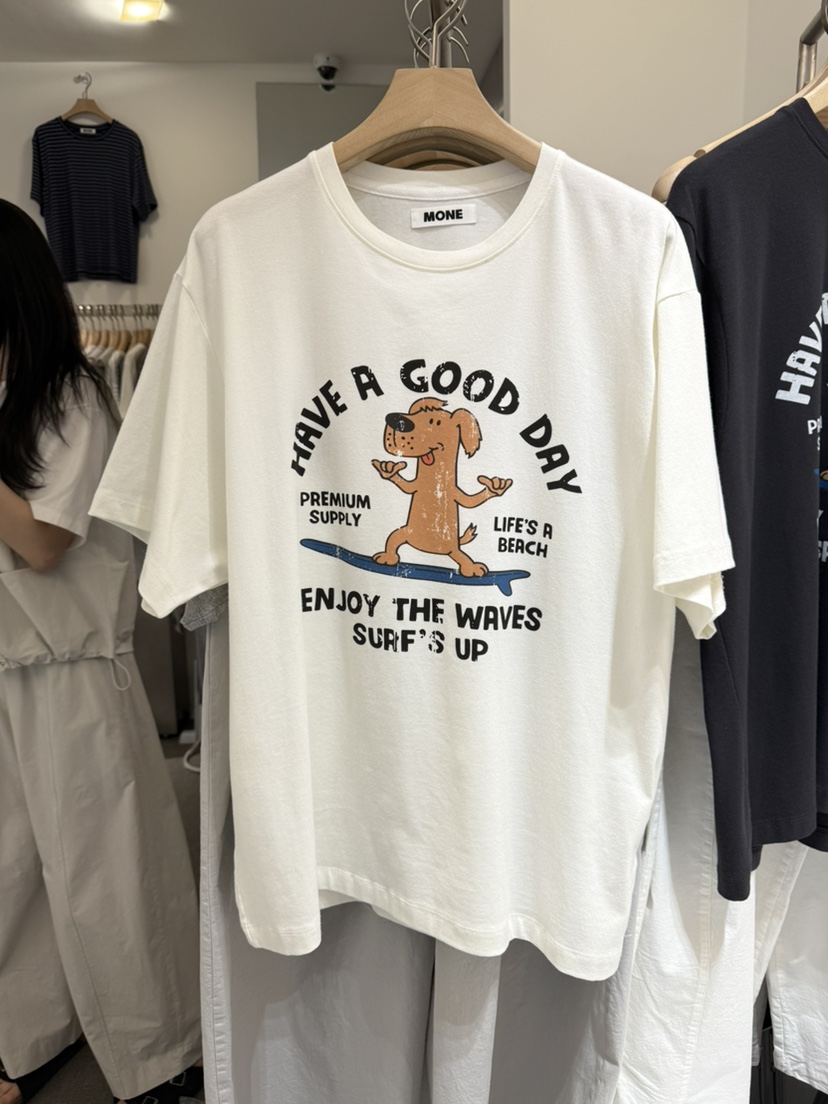 MONE
HAVE A GOOD DAY
PREMIUM
SUPPLY
LIFE'S A
BEACH
ENJOY THE WAVES
SURF'S UP